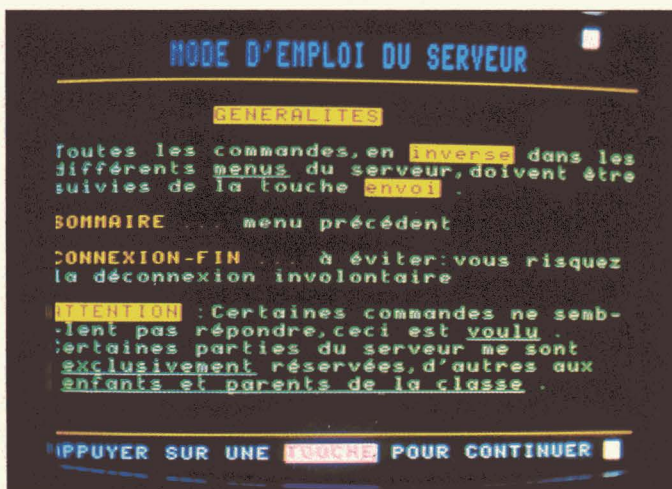 MODE D'EMPLOI DU SERVEUR
GENERALITES
Toutes les commandes,en inverse dans les
différents menus du serveur,doivent être
suivies de la touche envoi .
SOMMAIRE ... menu précédent
CONNEXION-FIN ... à éviter:vous risquez
la déconnexion involontaire
ATTENTION :Certaines commandes ne semb-
lent pas répondre,ceci est voulu .
Certaines parties du serveur me sont
exclusivement réservées,d'autres aux
enfants et parents de la classe .
APPUYER SUR UNE TOUCHE POUR CONTINUER